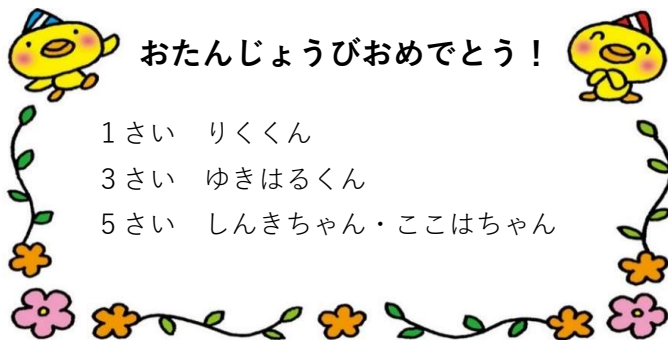 おたんじょうびおめでとう！
1さい　りくくん
3さい　ゆきはるくん
5さい　しんきちゃん・ここはちゃん